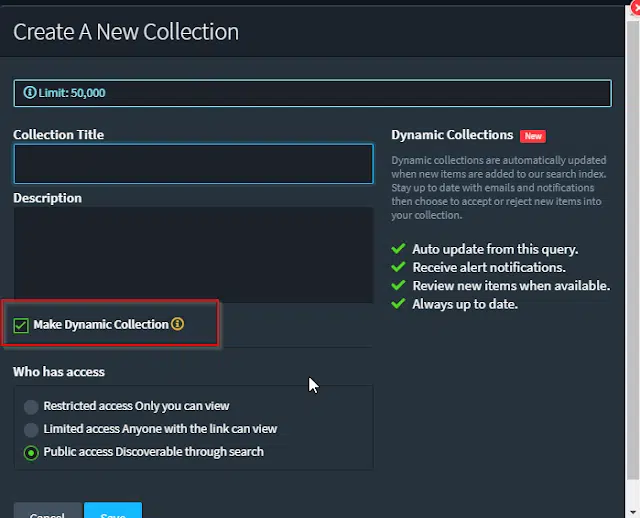 Create A New Collection
Limit: 50,000
Collection Title
Description
Make Dynamic Collection
Who has access
Restricted access Only you can view
Limited access Anyone with the link can view
Public access Discoverable through search
Cancel
Save
Dynamic Collections New
Dynamic collections are automatically updated
when new items are added to our search index.
Stay up to date with emails and notifications
then choose to accept or reject new items into
your collection.
Auto update from this query.
Receive alert notifications.
Review new items when available.
Always up to date.